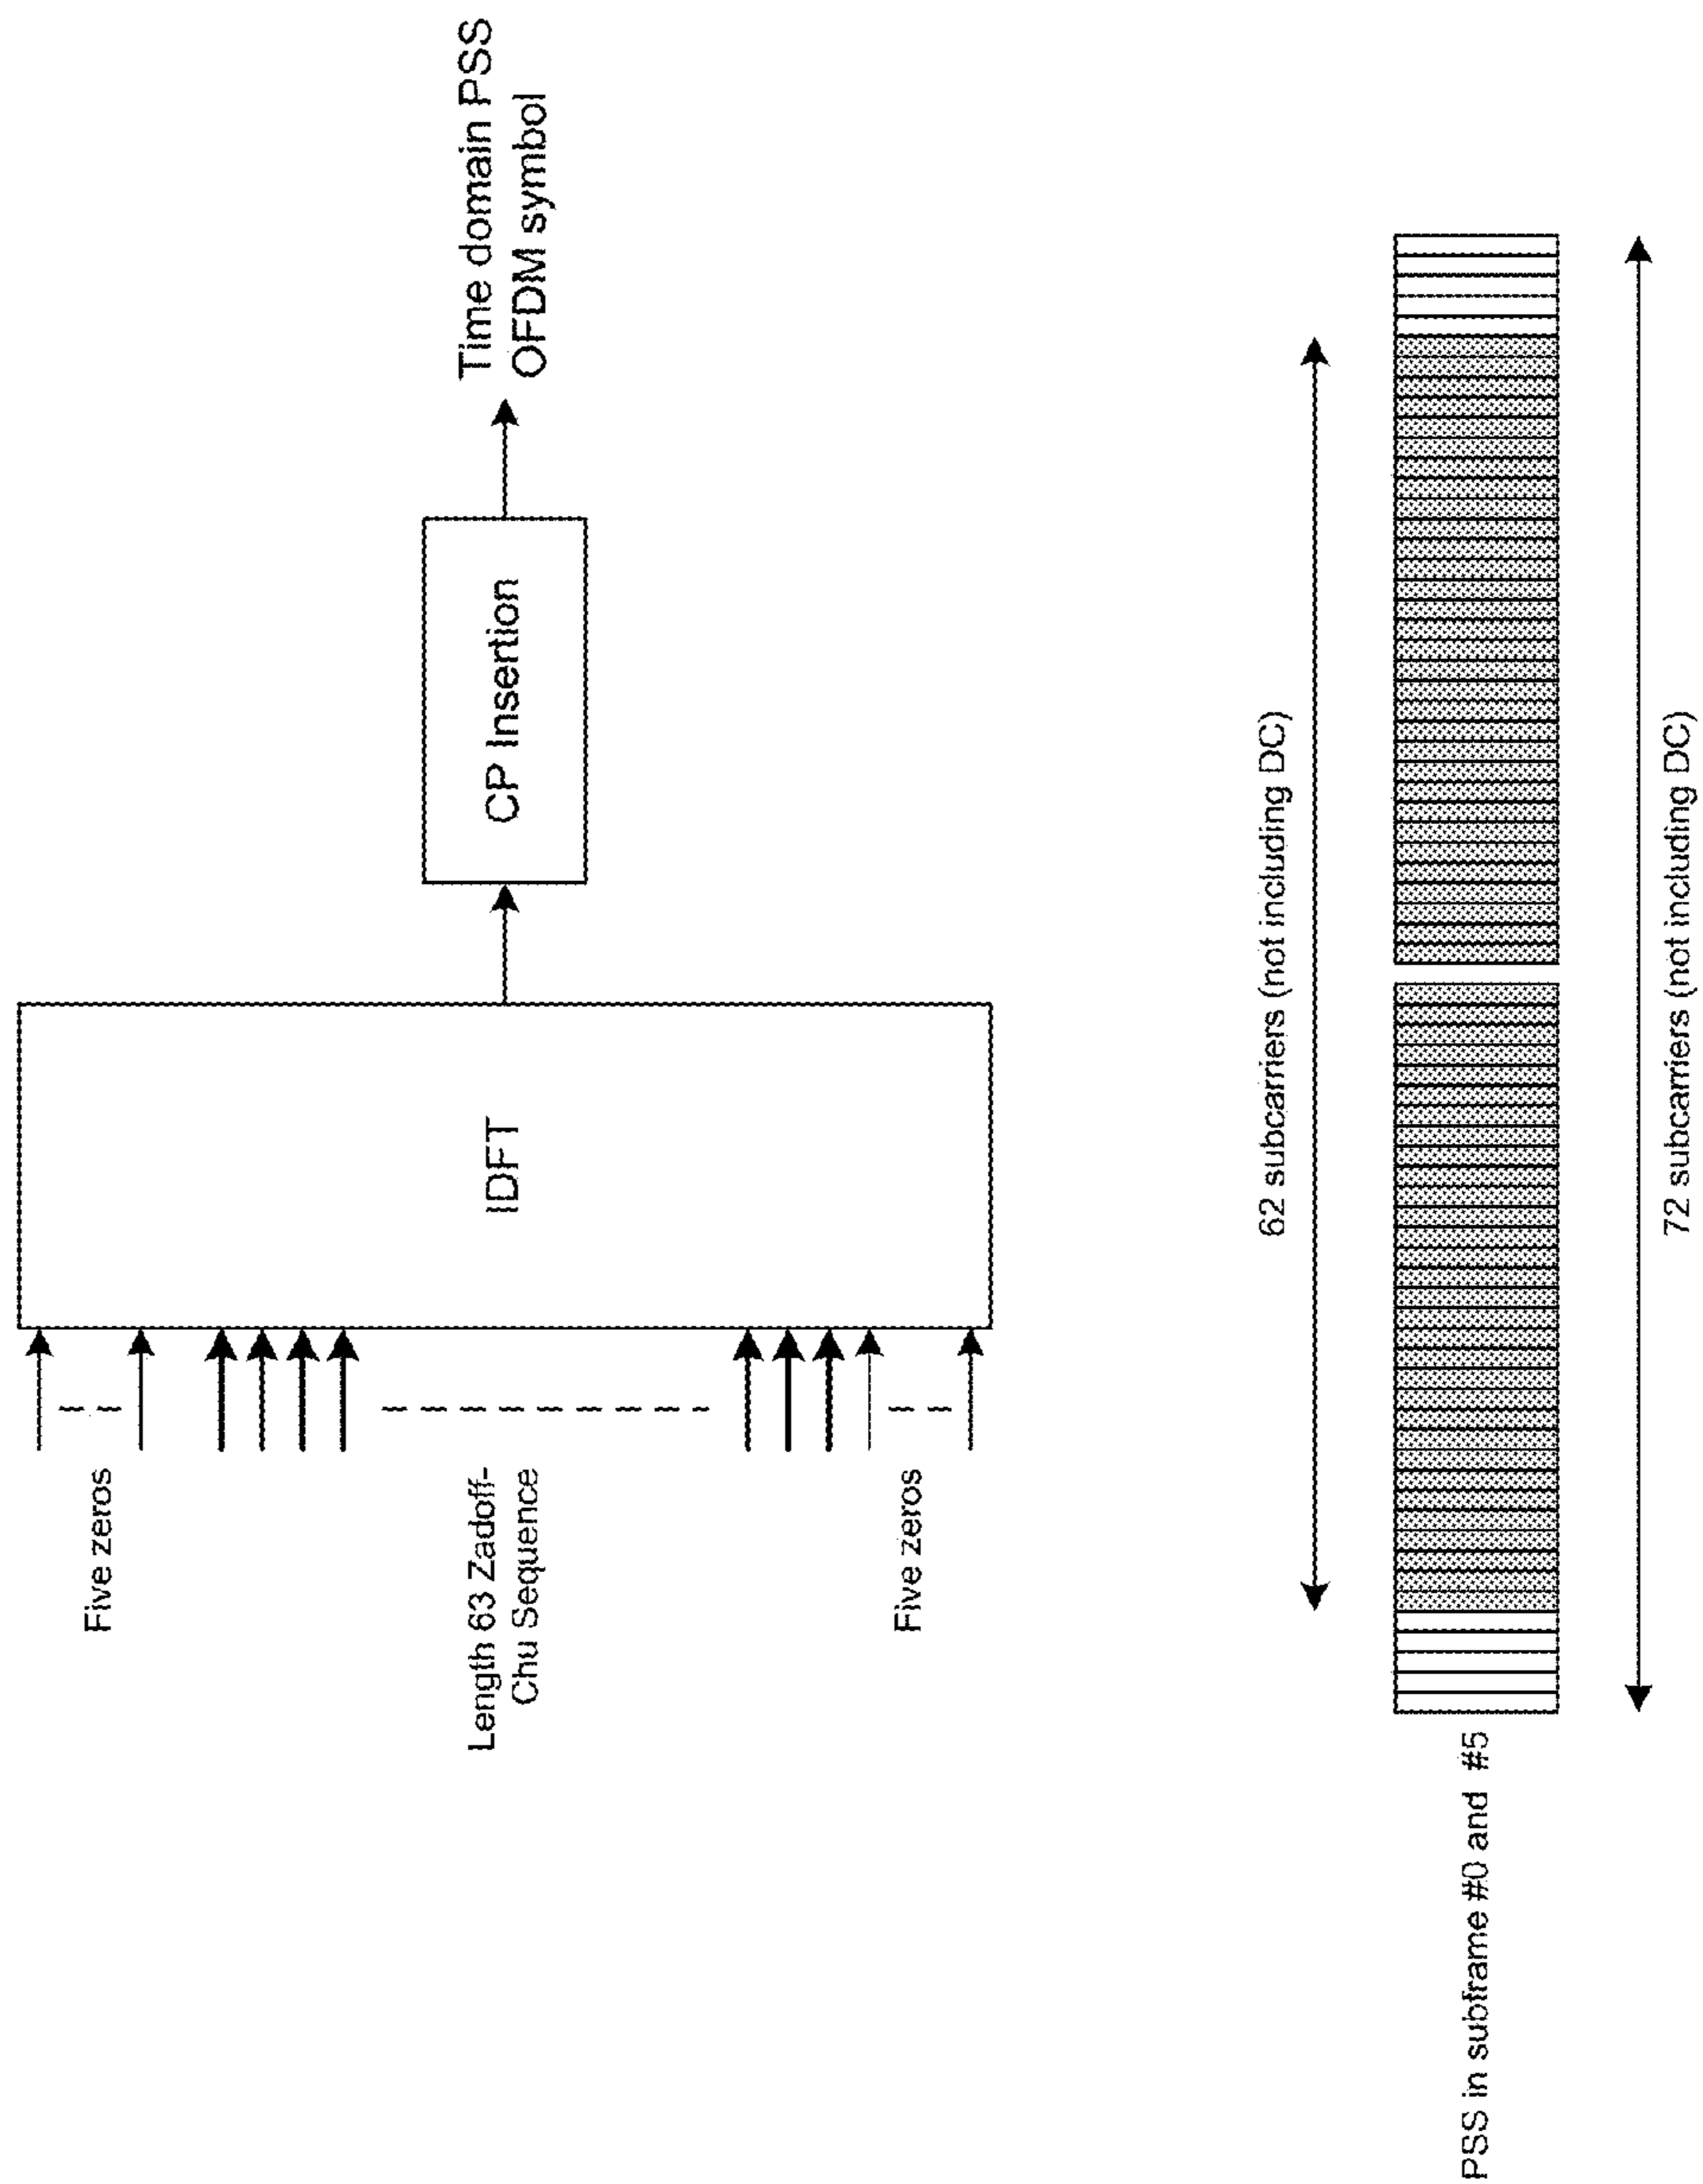 Five zeros
Length 63 Zadoff-
Chu Sequence
Five zeros
IDFT
CP Insertion
Time domain PSS
OFDM symbol
62 subcarriers (not including DC)
PSS in subframe #0 and #5
72 subcarriers (not including DC)